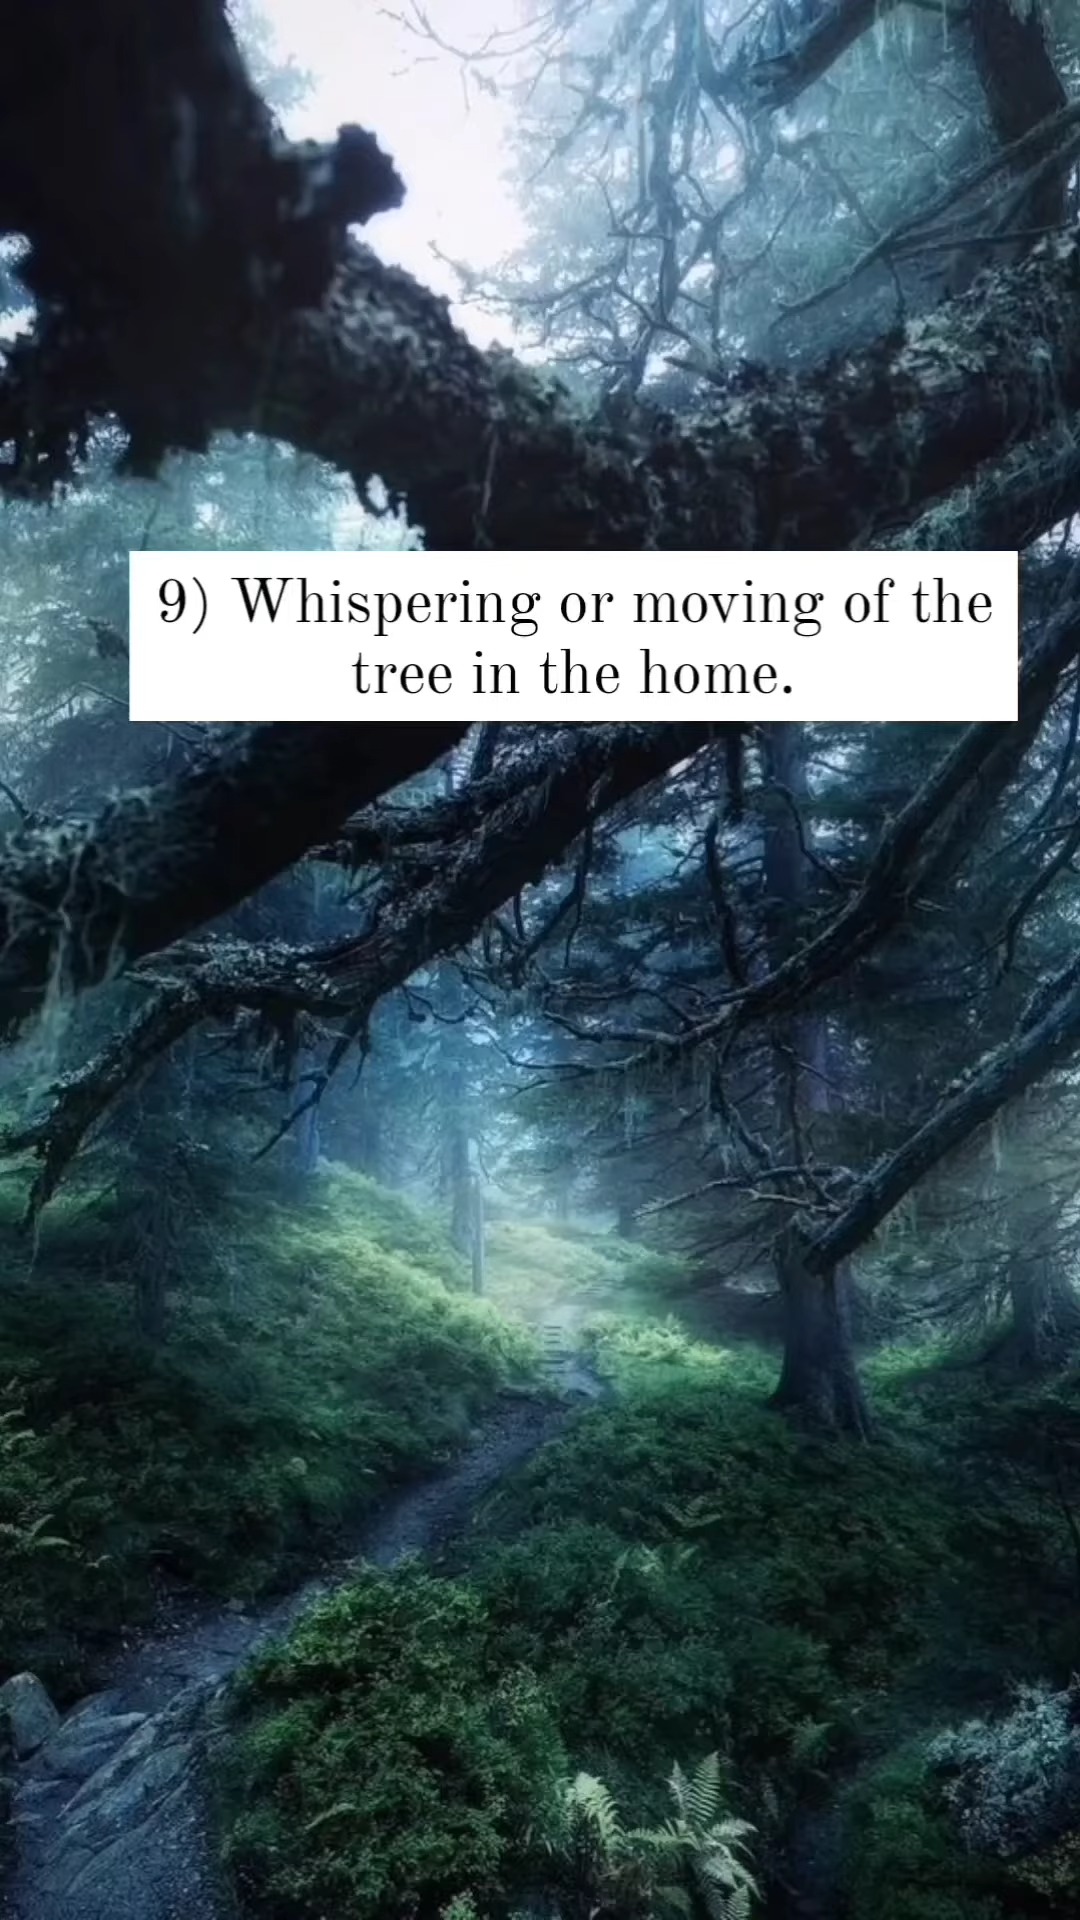 9) Whispering or moving of the
tree in the home.